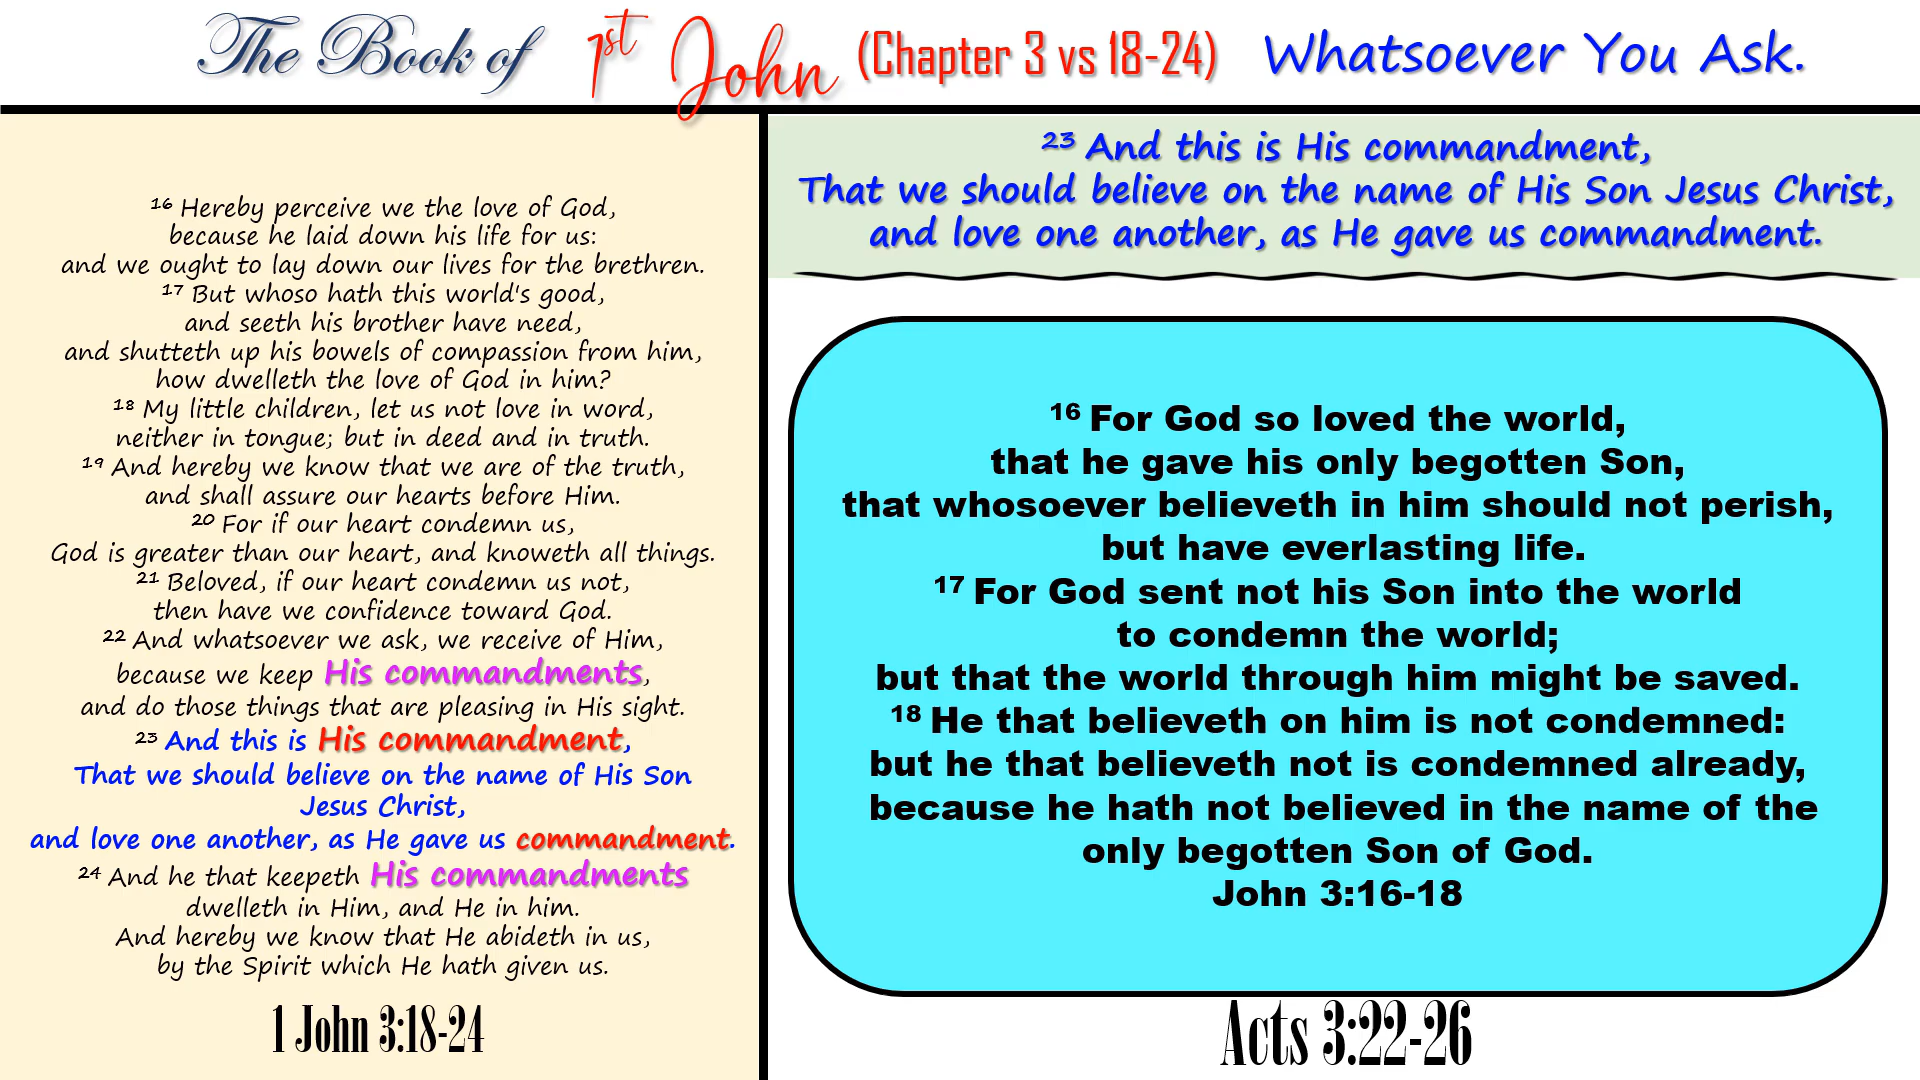 The Book of 1st John (Chapter 3 vs 18-24) Whatsoever You Ask.
16 Hereby perceive we the love of God,
because he laid down his life for us:
and we ought to lay down our lives for the brethren.
17 But whoso hath this world's good,
and seeth his brother have need,
and shutteth up his bowels of compassion from him,
how dwelleth the love of God in him?
18 My little children, let us not love in word,
neither in tongue; but in deed and in truth.
19 And hereby we know that we are of the truth,
and shall assure our hearts before Him.
20 For if our heart condemn us,
God is greater than our heart, and knoweth all things.
21 Beloved, if our heart condemn us not,
then have we confidence toward God.
22 And whatsoever we ask, we receive of Him,
because we keep His commandments,
and do those things that are pleasing in His sight.
23 And this is His commandment,
That we should believe on the name of His Son
Jesus Christ,
and love one another, as He gave us commandment.
24 And he that keepeth His commandments
dwelleth in Him, and He in him.
And hereby we know that He abideth in us,
by the Spirit which He hath given us.
1 John 3:18-24
23 And this is His commandment,
That we should believe on the name of His Son Jesus Christ,
and love one another, as He gave us commandment.
16 For God so loved the world,
that he gave his only begotten Son,
that whosoever believeth in him should not perish,
but have everlasting life.
17 For God sent not his Son into the world
to condemn the world;
but that the world through him might be saved.
18 He that believeth on him is not condemned:
but he that believeth not is condemned already,
because he hath not believed in the name of the
only begotten Son of God.
John 3:16-18
Acts 3:22-26